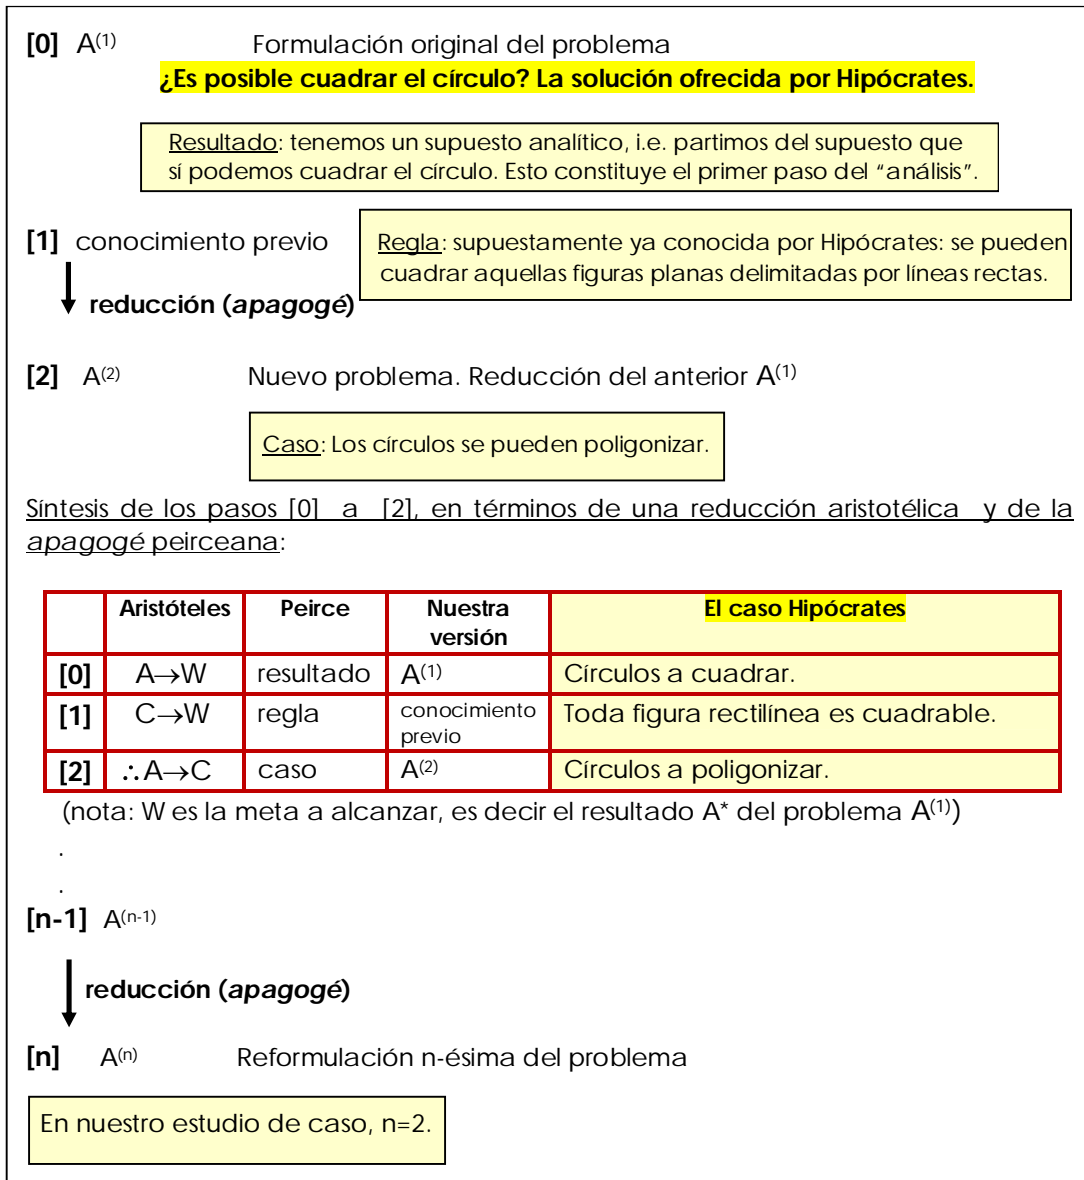 [0] A(1) Formulación original del problema
¿Es posible cuadrar el círculo? La solución ofrecida por Hipócrates.
Resultado: tenemos un supuesto analítico, i.e. partimos del supuesto que
sí podemos cuadrar el círculo. Esto constituye el primer paso del “análisis”.
[1] conocimiento previo
Regla: supuestamente ya conocida por Hipócrates: se pueden
cuadrar aquellas figuras planas delimitadas por líneas rectas.
reducción (apagogé)
[2] A(2) Nuevo problema. Reducción del anterior A(1)
Caso: Los círculos se pueden poligonizar.
Síntesis de los pasos [0] a [2], en términos de una reducción aristotélica y de la
apagogé peirceana:
Aristóteles Peirce Nuestra versión El caso Hipócrates
[0] A→W resultado A(1) Círculos a cuadrar.
[1] C→W regla conocimiento previo Toda figura rectilínea es cuadrable.
[2] ∴A→C caso A(2) Círculos a poligonizar.
(nota: W es la meta a alcanzar, es decir el resultado A* del problema A(1))
.
.
[n-1] A(n-1)
reducción (apagogé)
[n] A(n) Reformulación n-ésima del problema
En nuestro estudio de caso, n=2.